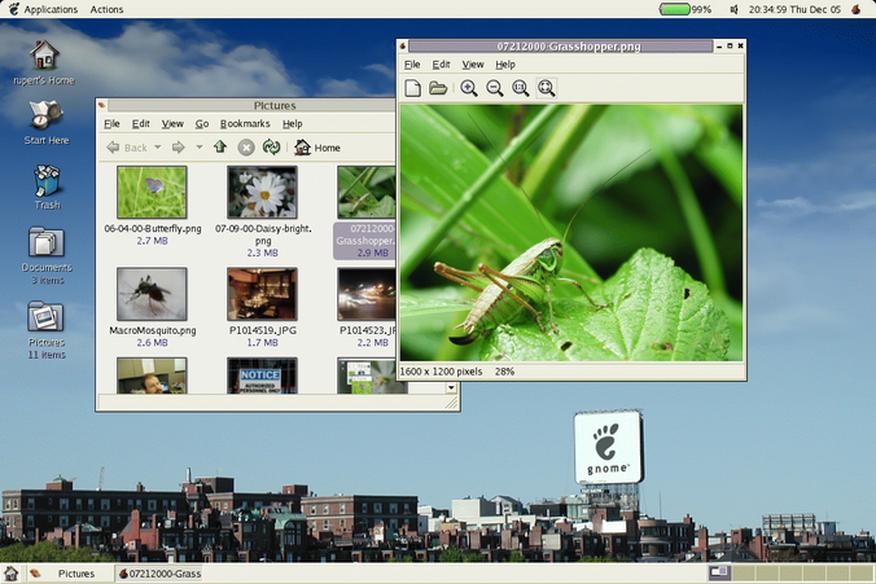 Applications Actions 99% 20:34:59 Thu Dec 05
rupert's Home
Start Here
Trash
Documents
3 items
Pictures
11 items
Pictures
File Edit View Go Bookmarks Help
Back Home
06-04-00-Butterfly.png
2.7 MB
07-09-00-Daisy-bright.
png
2.3 MB
07212000-
Grasshopper.
2.9 MB
MacroMosquito.png
2.6 MB
P1014519.JPG
1.7 MB
P1014523.JP
2.2 MB
NOTICE
AUTHORIZED
PERSONNEL ONLY
07212000-Grasshopper.png
File Edit View Help
1:1
1600 x 1200 pixels 28%
gnome
Pictures 07212000-Grass